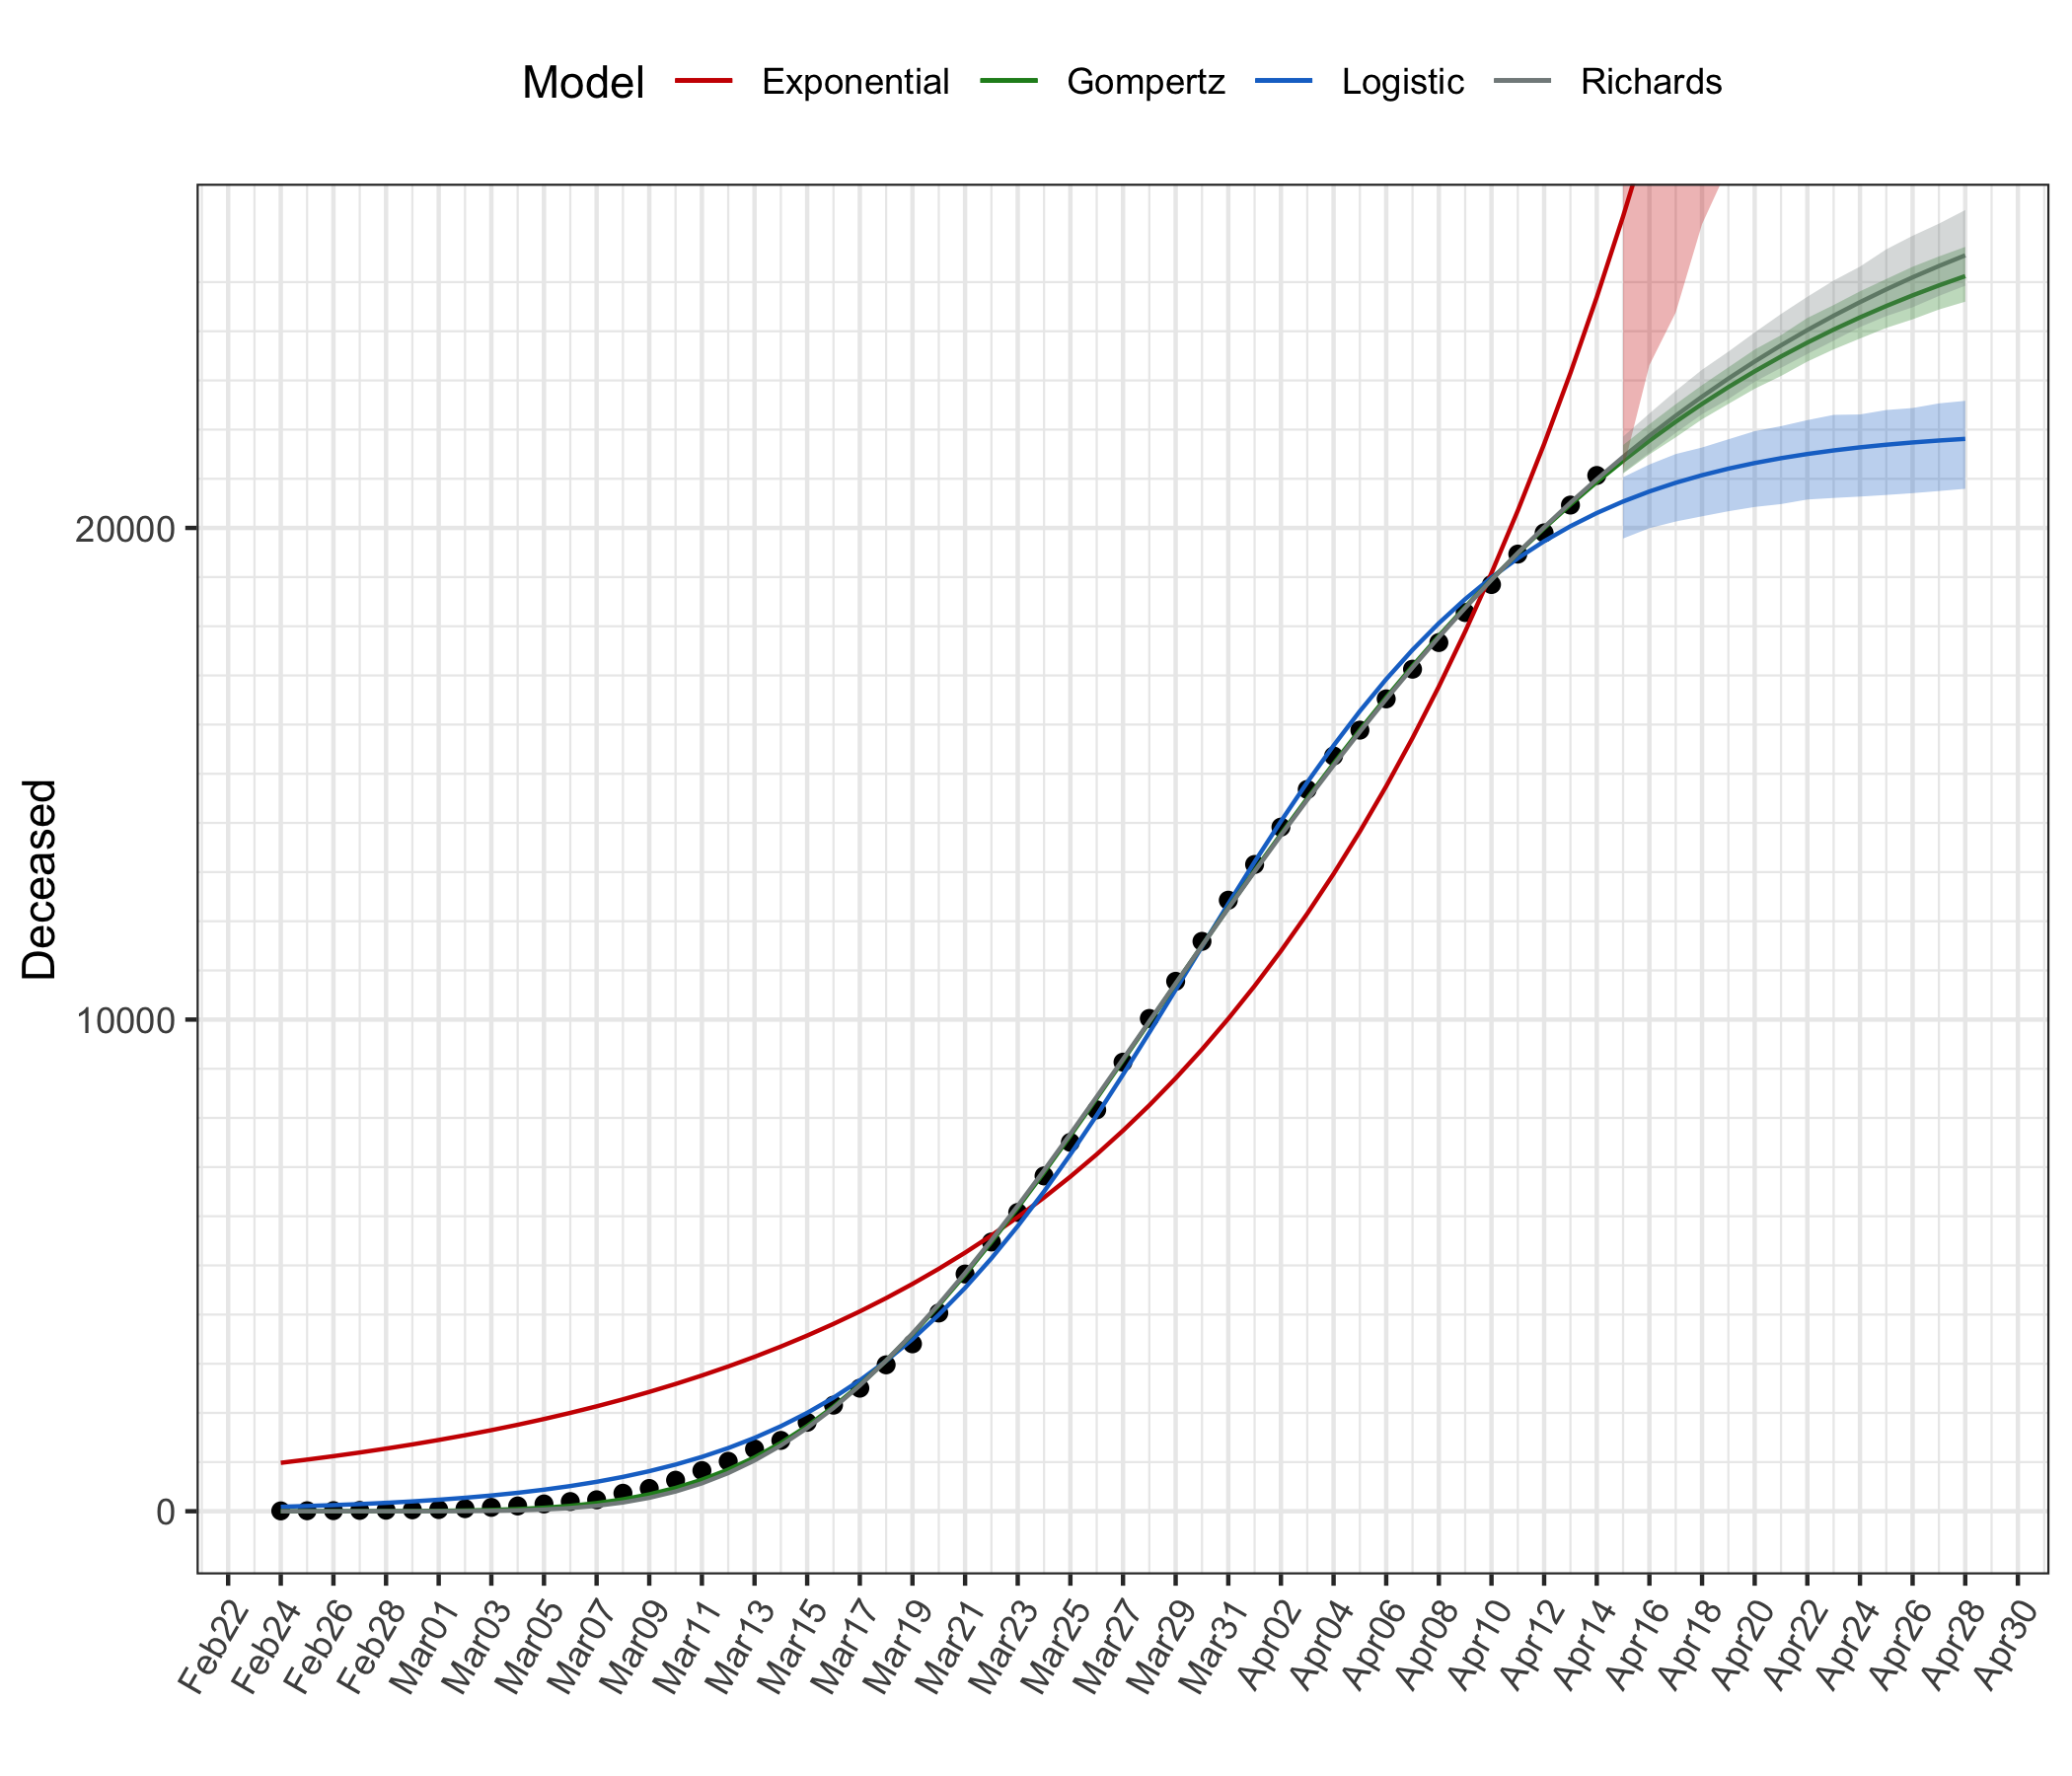 Model Exponential Gompertz Logistic Richards
Deceased
20000
10000
0
Feb22 Feb24 Feb26 Feb28 Mar01 Mar03 Mar05 Mar07 Mar09 Mar11 Mar13 Mar15 Mar17 Mar19 Mar21 Mar23 Mar25 Mar27 Mar29 Mar31 Apr02 Apr04 Apr06 Apr08 Apr10 Apr12 Apr14 Apr16 Apr18 Apr20 Apr22 Apr24 Apr26 Apr28 Apr30